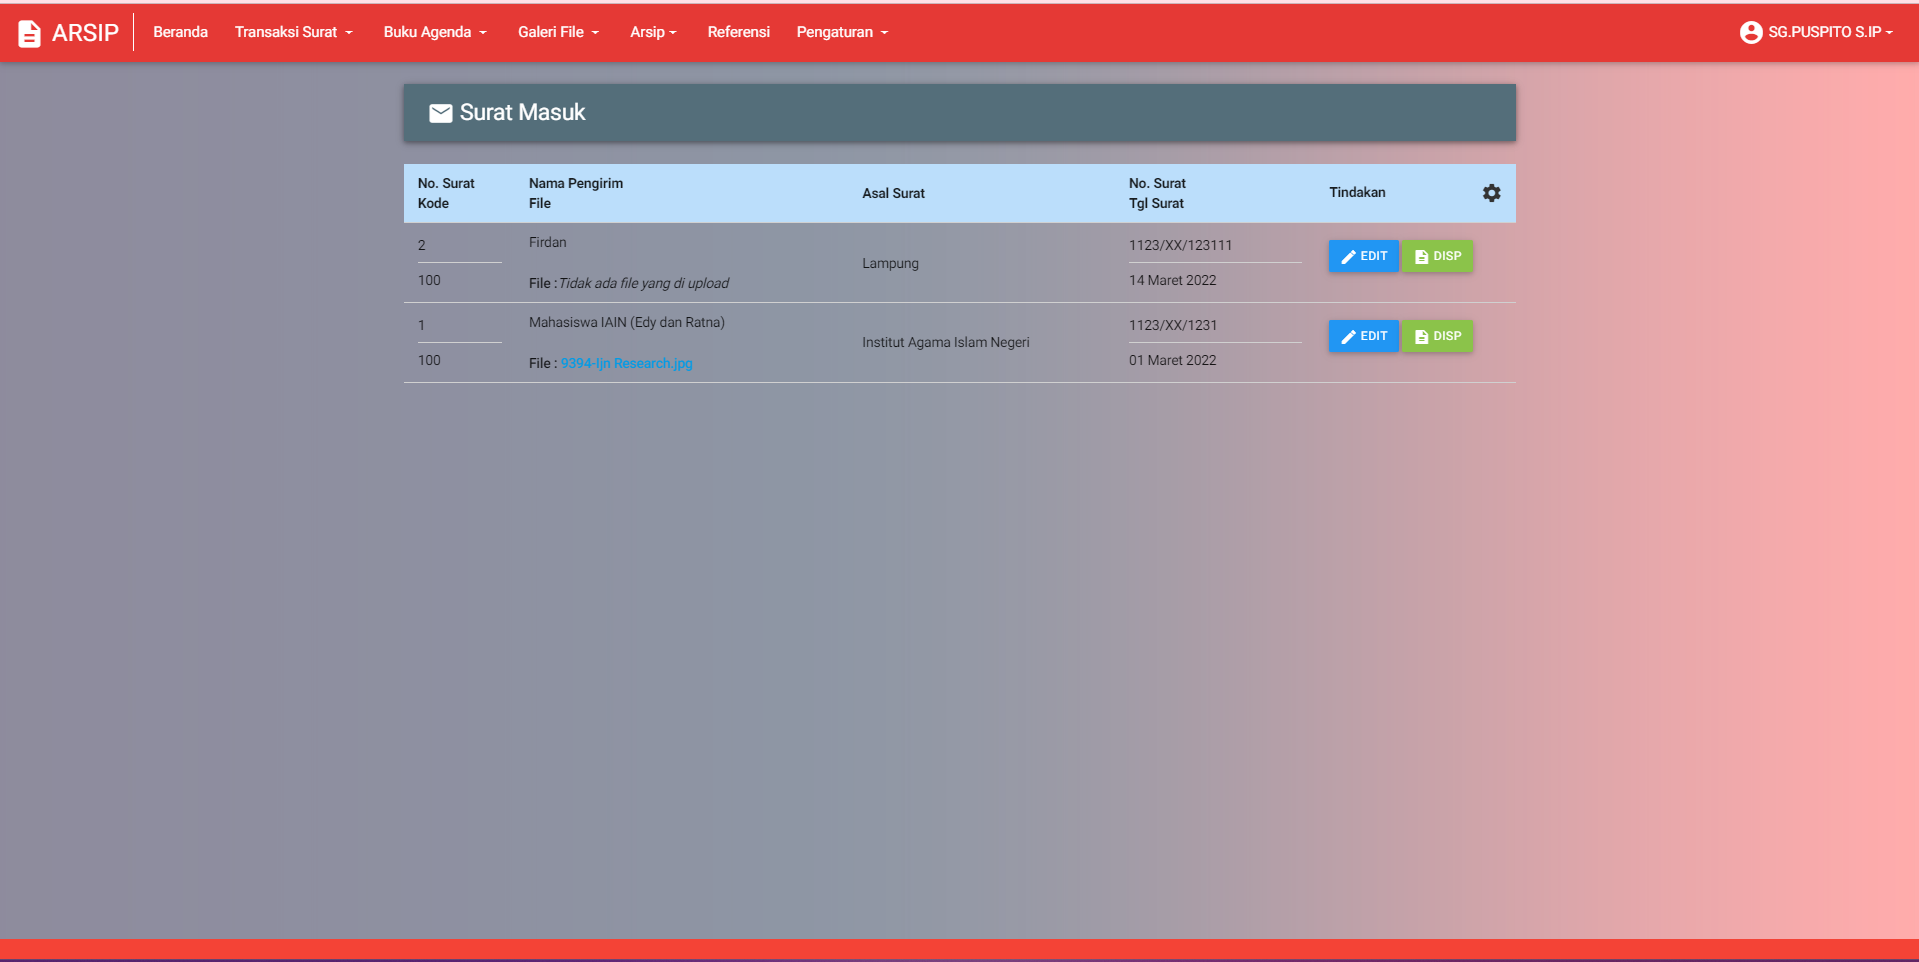 ARSIP
Beranda
Transaksi Surat
Buku Agenda
Galeri File
Arsip
Referensi
Pengaturan
SG.PUSPITO S.IP
Surat Masuk
No. Surat
Kode
Nama Pengirim
File
Asal Surat
No. Surat
Tgl Surat
Tindakan
2
100
Firdan
File : Tidak ada file yang di upload
Lampung
1123/XX/123111
14 Maret 2022
EDIT
DISP
1
100
Mahasiswa IAIN (Edy dan Ratna)
File : 9394-Ijn Research.jpg
Institut Agama Islam Negeri
1123/XX/1231
01 Maret 2022
EDIT
DISP